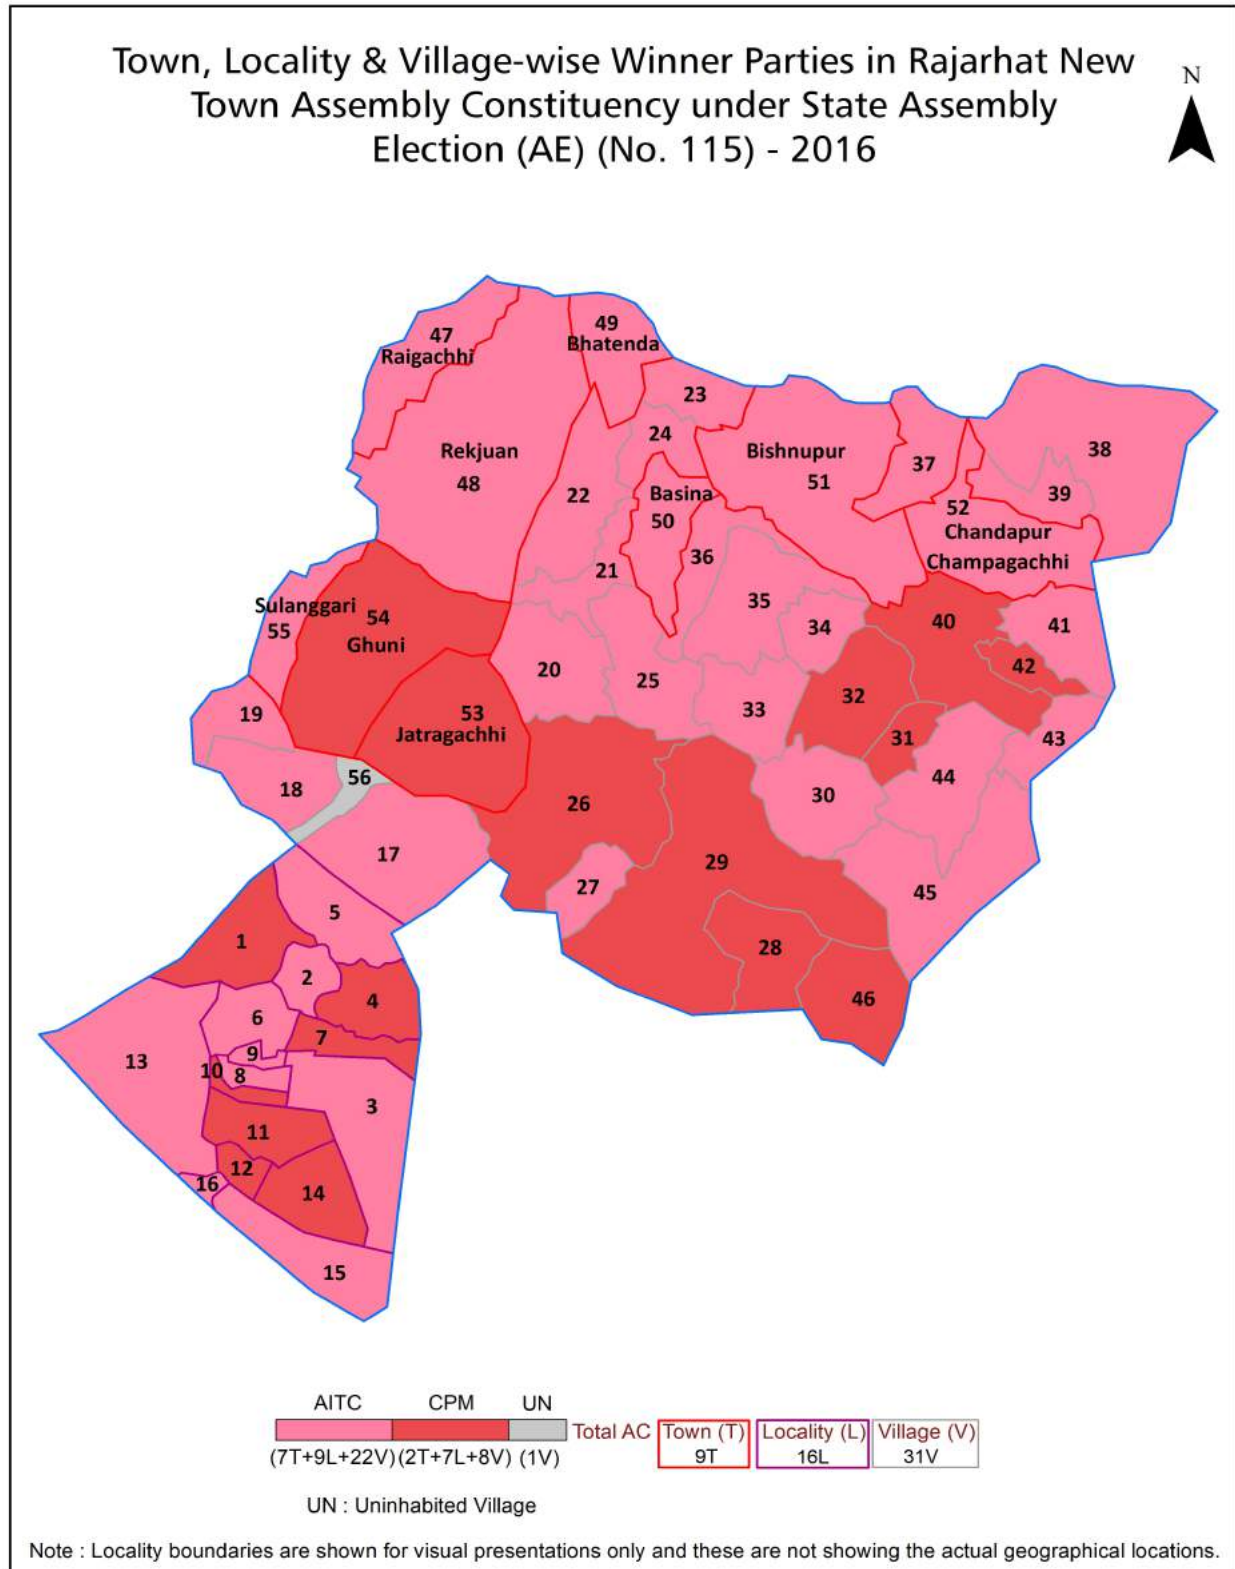 Town, Locality & Village-wise Winner Parties in Rajarhat New
Town Assembly Constituency under State Assembly
Election (AE) (No. 115) - 2016
N
47
Raigachhi
49
Bhatenda
23
24
Rekjuan
48
22
Basina
50
Bishnupur
51
37
38
39
52
Chandapur
Champagachhi
21
36
35
34
40
41
42
Sulanggari
55
54
Ghuni
20
25
33
32
31
43
44
19
53
Jatragachhi
18
56
26
30
17
27
29
45
5
1
2
4
28
46
6
7
13
9
10
8
3
11
12
16
14
15
AITC CPM UN
Total AC Town (T) Locality (L) Village (V)
(7T+9L+22V) (2T+7L+8V) (1V) 9T 16L 31V
UN : Uninhabited Village
Note : Locality boundaries are shown for visual presentations only and these are not showing the actual geographical locations.